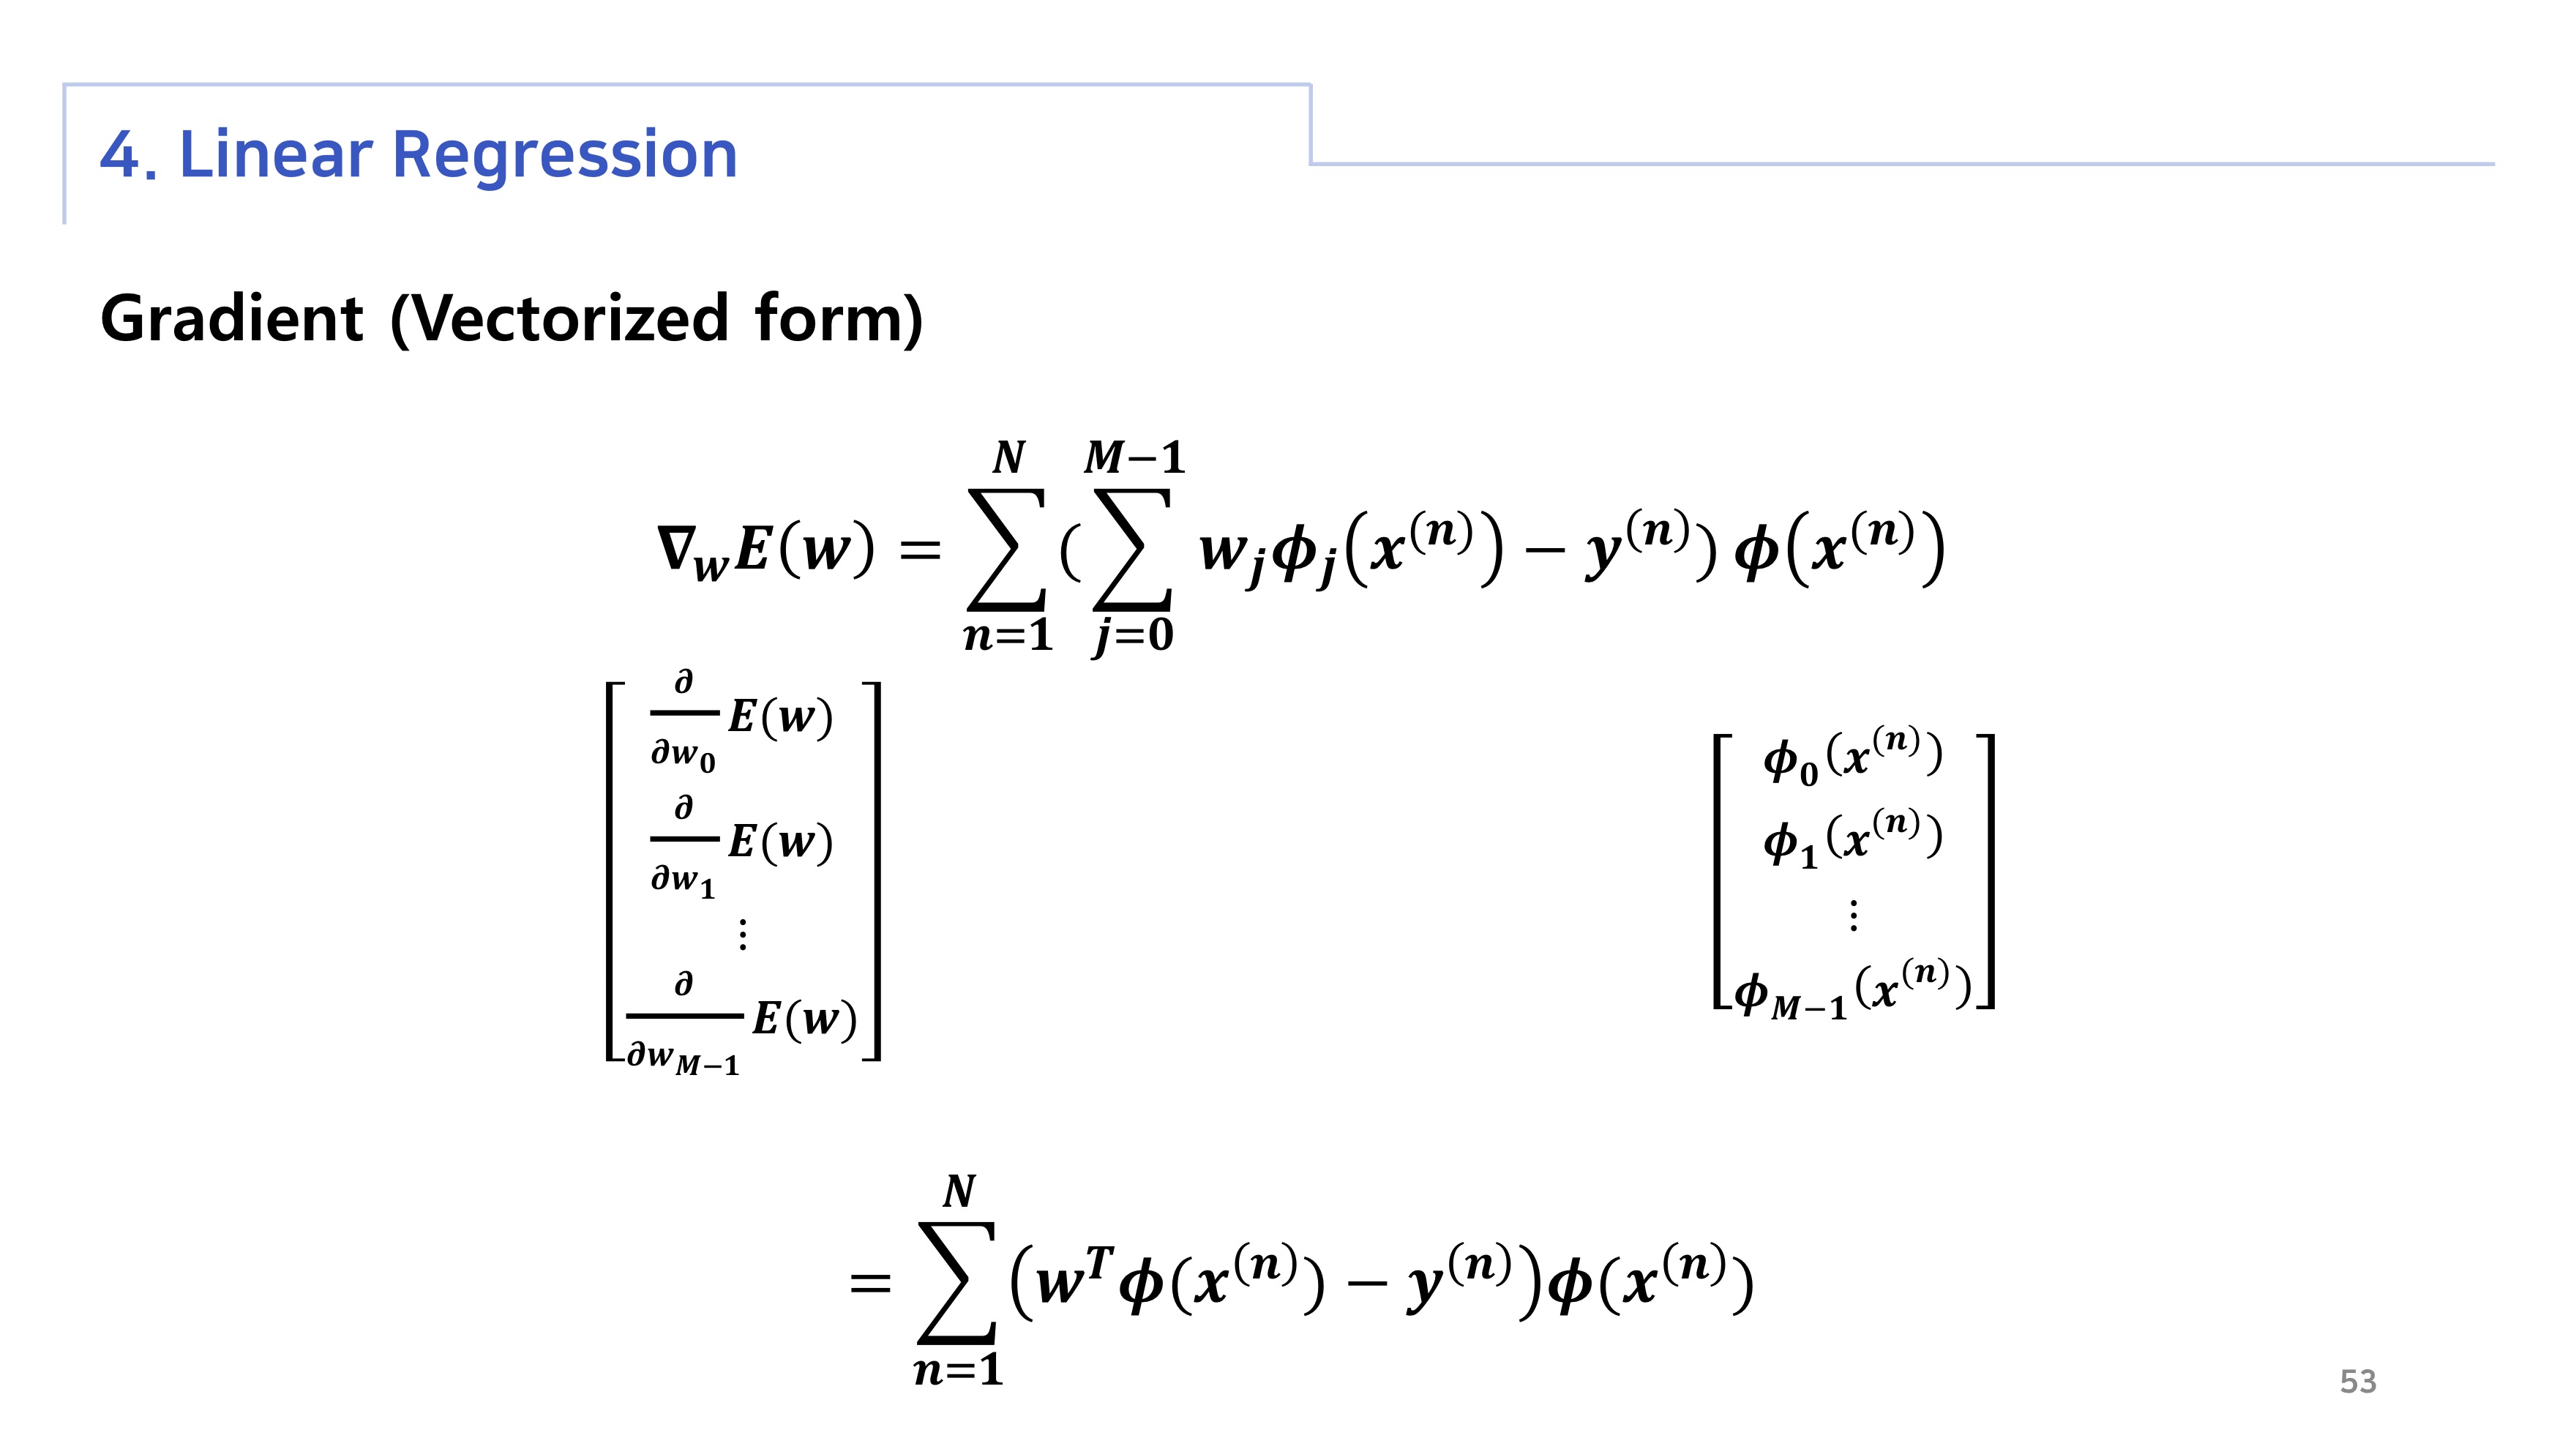 4. Linear Regression
Gradient (Vectorized form)
$\nabla_w E(w) = \sum_{n=1}^{N} ( \sum_{j=0}^{M-1} w_j \phi_j (x^{(n)}) - y^{(n)} ) \phi(x^{(n)})$
$\begin{bmatrix} \frac{\partial}{\partial w_0} E(w) \\ \frac{\partial}{\partial w_1} E(w) \\ \vdots \\ \frac{\partial}{\partial w_{M-1}} E(w) \end{bmatrix}$
$\begin{bmatrix} \phi_0 (x^{(n)}) \\ \phi_1 (x^{(n)}) \\ \vdots \\ \phi_{M-1} (x^{(n)}) \end{bmatrix}$
$= \sum_{n=1}^{N} (w^T \phi(x^{(n)}) - y^{(n)}) \phi(x^{(n)})$
53